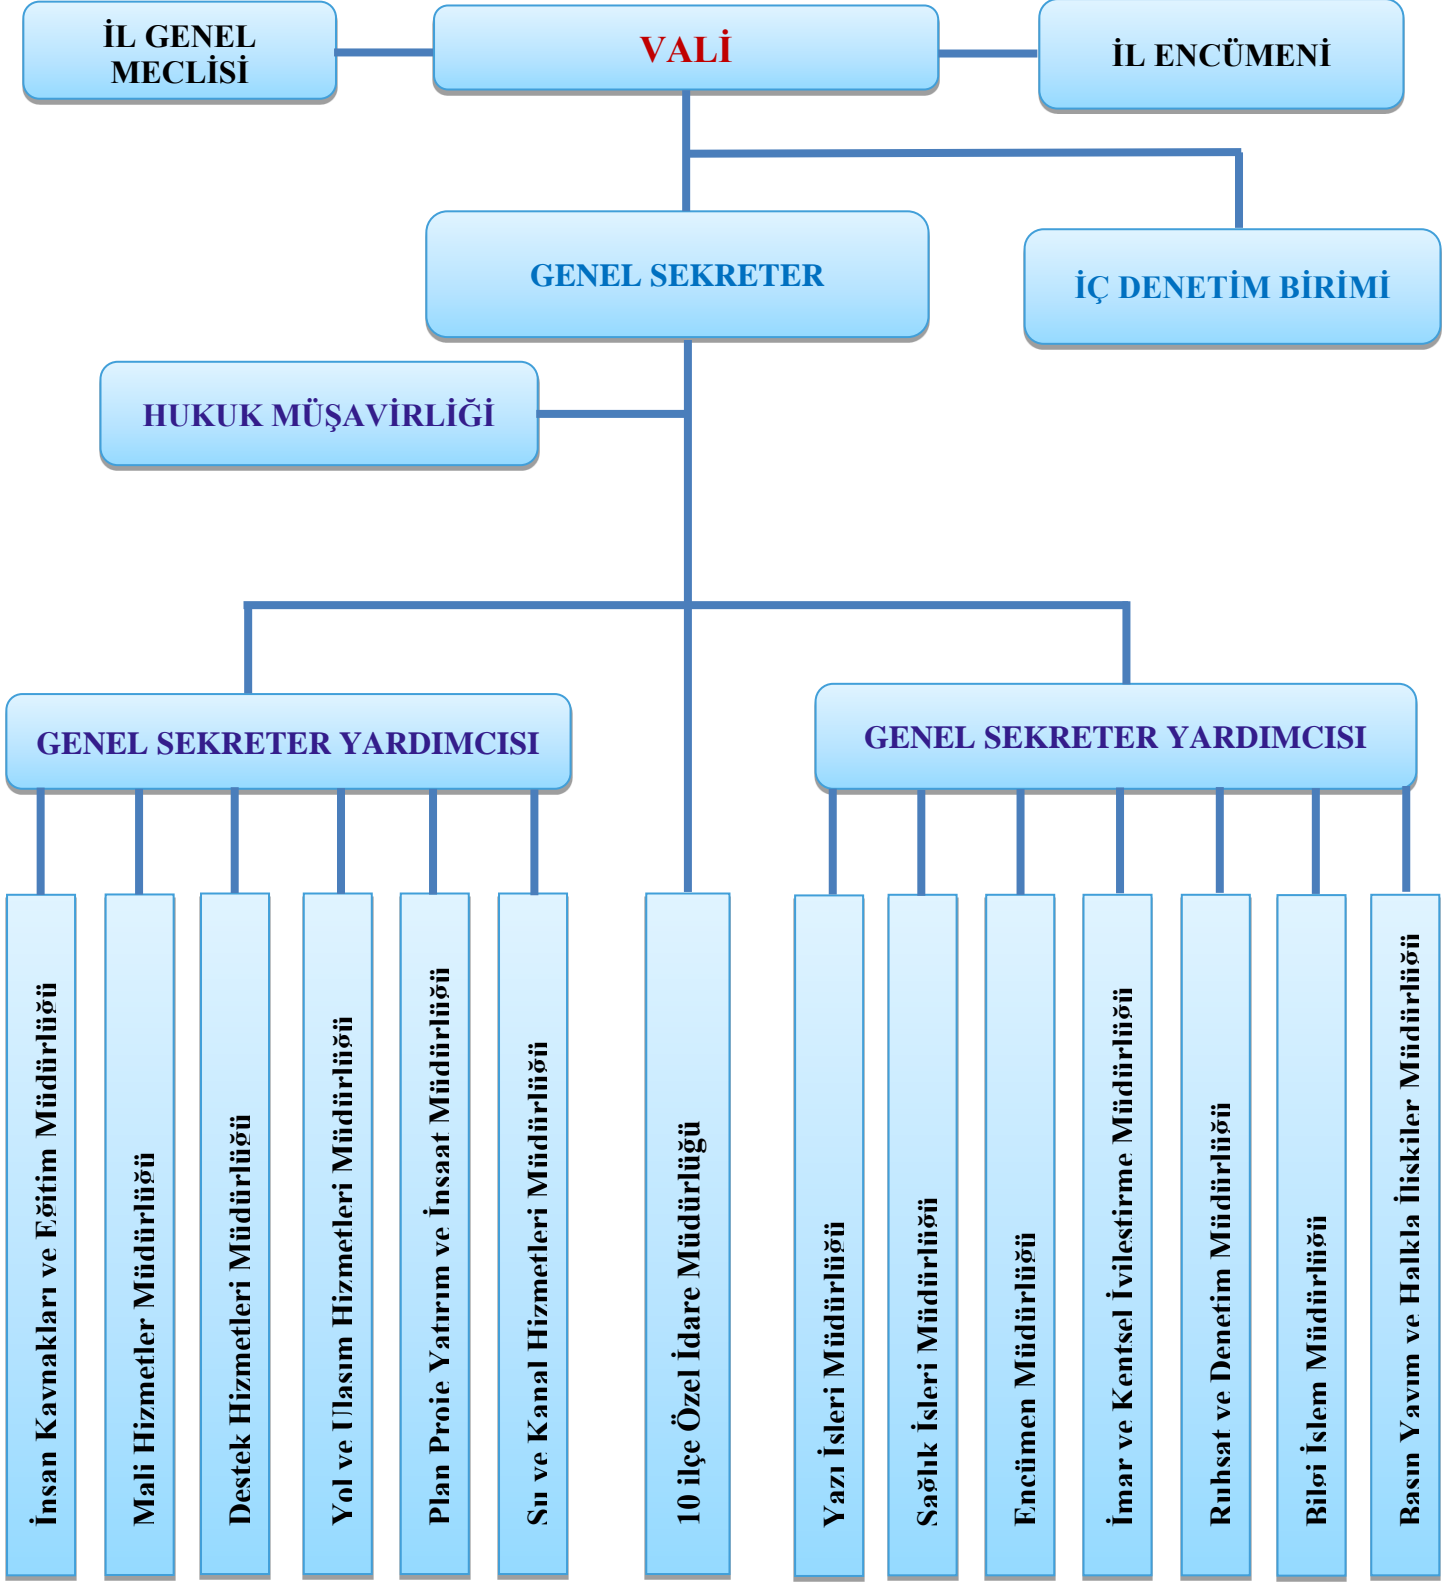 İL GENEL
MECLİSİ
VALİ
İL ENCÜMENİ
GENEL SEKRETER
İÇ DENETİM BİRİMİ
HUKUK MÜŞAVİRLİĞİ
GENEL SEKRETER YARDIMCISI
GENEL SEKRETER YARDIMCISI
İnsan Kaynakları ve Eğitim Müdürlüğü
Mali Hizmetler Müdürlüğü
Destek Hizmetleri Müdürlüğü
Yol ve Ulaşım Hizmetleri Müdürlüğü
Plan Proje Yatırım ve İnşaat Müdürlüğü
Su ve Kanal Hizmetleri Müdürlüğü
10 ilçe Özel İdare Müdürlüğü
Yazı İşleri Müdürlüğü
Sağlık İşleri Müdürlüğü
Encümen Müdürlüğü
İmar ve Kentsel İyileştirme Müdürlüğü
Ruhsat ve Denetim Müdürlüğü
Bilgi İşlem Müdürlüğü
Basın Yayım ve Halkla İlişkiler Müdürlüğü